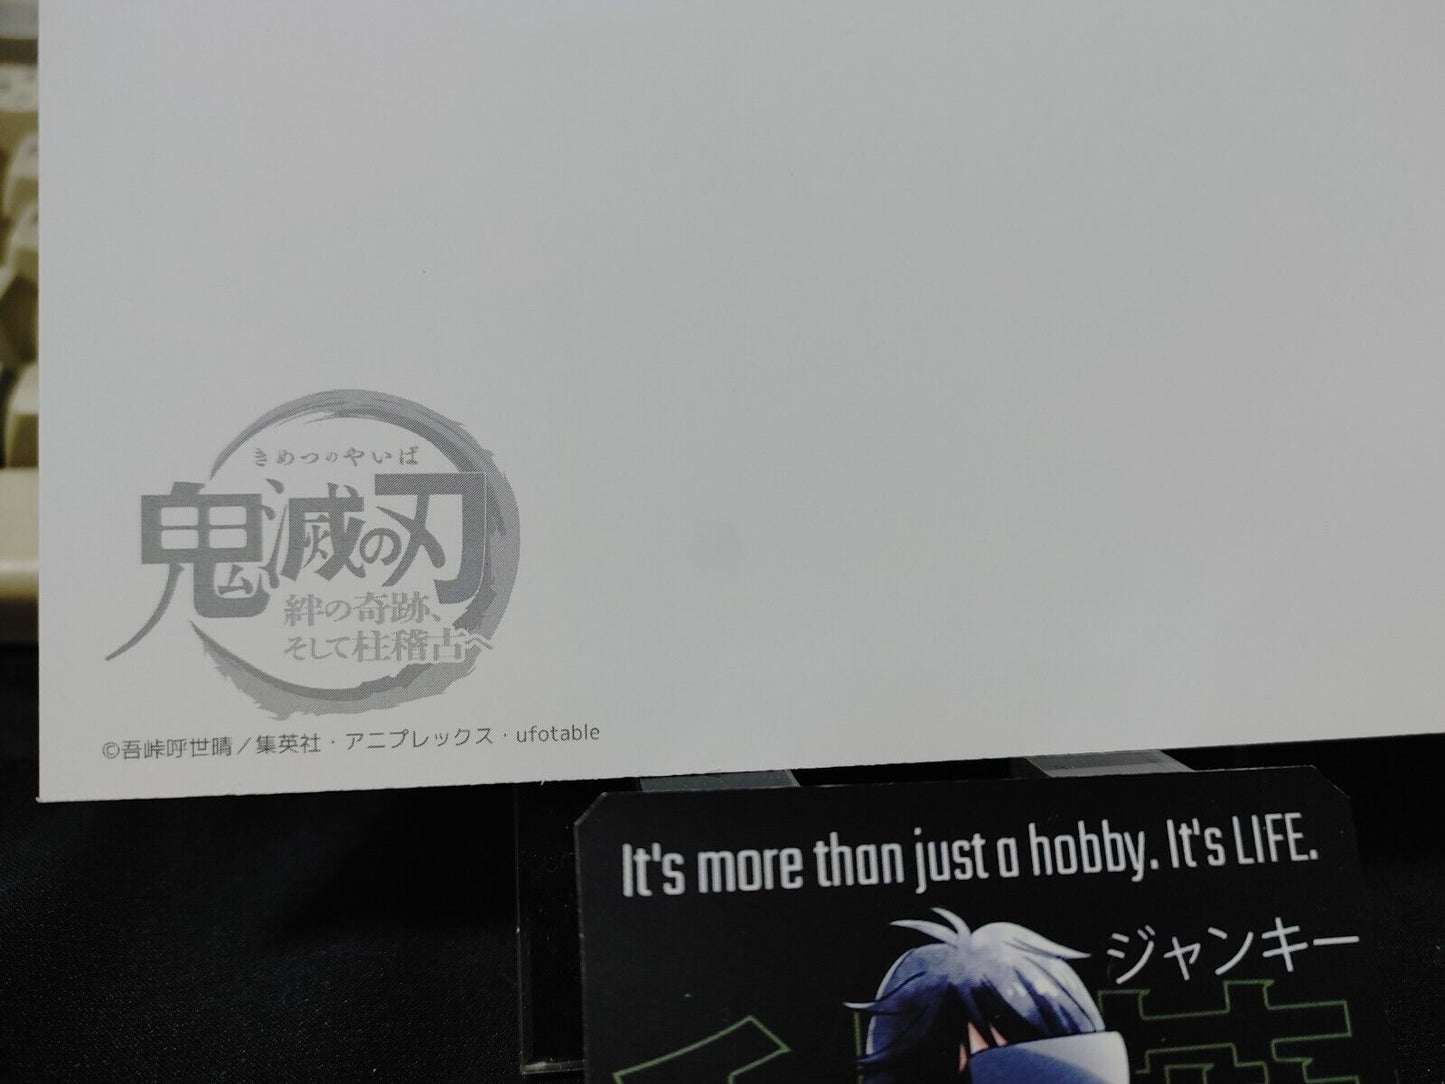 きめつのやいば
鬼滅の刃
絆の奇跡、
そして柱稽古へ
©吾峠呼世晴／集英社・アニプレックス・ufotable
It's more than just a hobby. It's LIFE.
ジャンキー